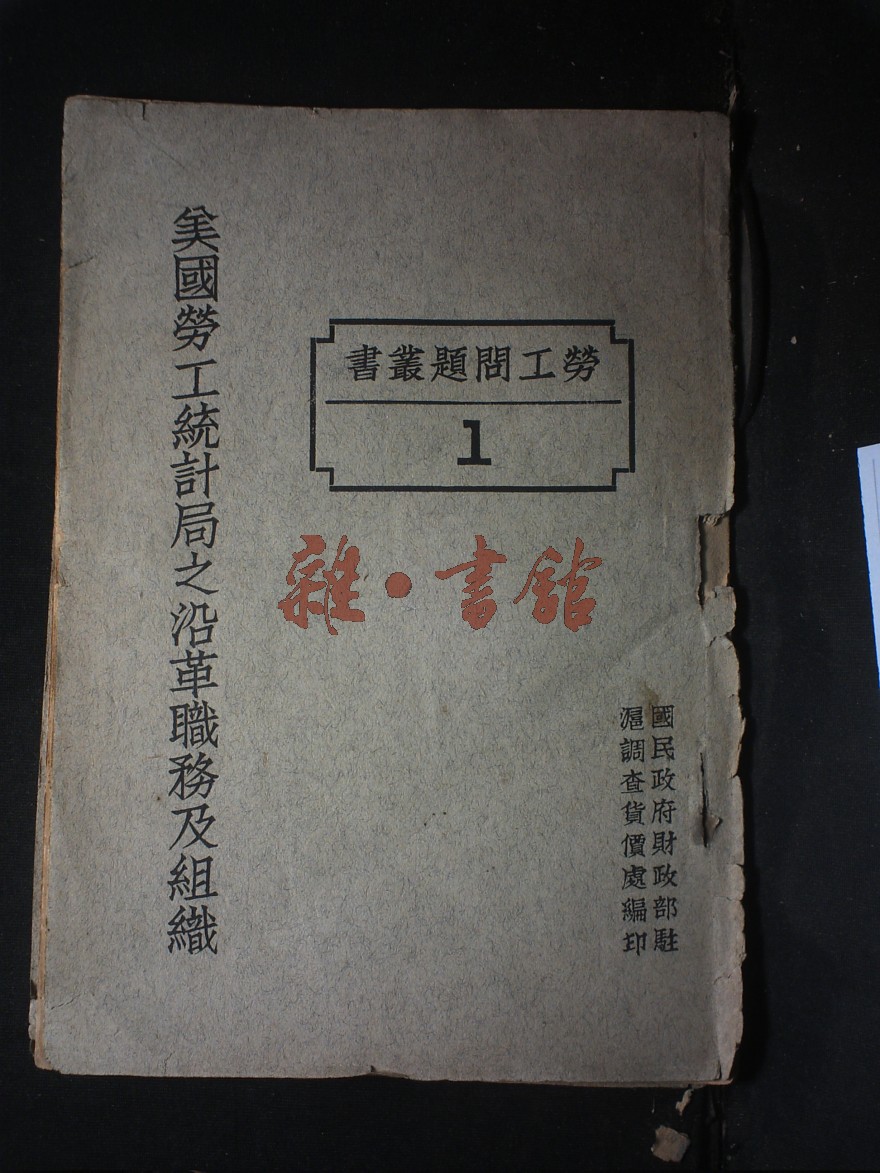 勞工問題叢書
1
國民政府財政部駐
滬調查貨價處編印
美國勞工統計局之沿革職務及組織
雜·書館